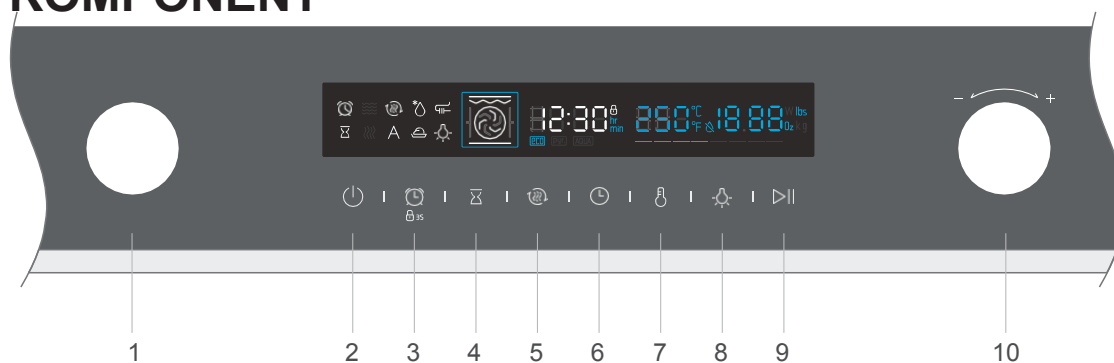 KOMPONENT
A 12:30 hr min 250 °C °F 18.88 W lbs Oz kg
ECO
3S
- +
1 2 3 4 5 6 7 8 9 10